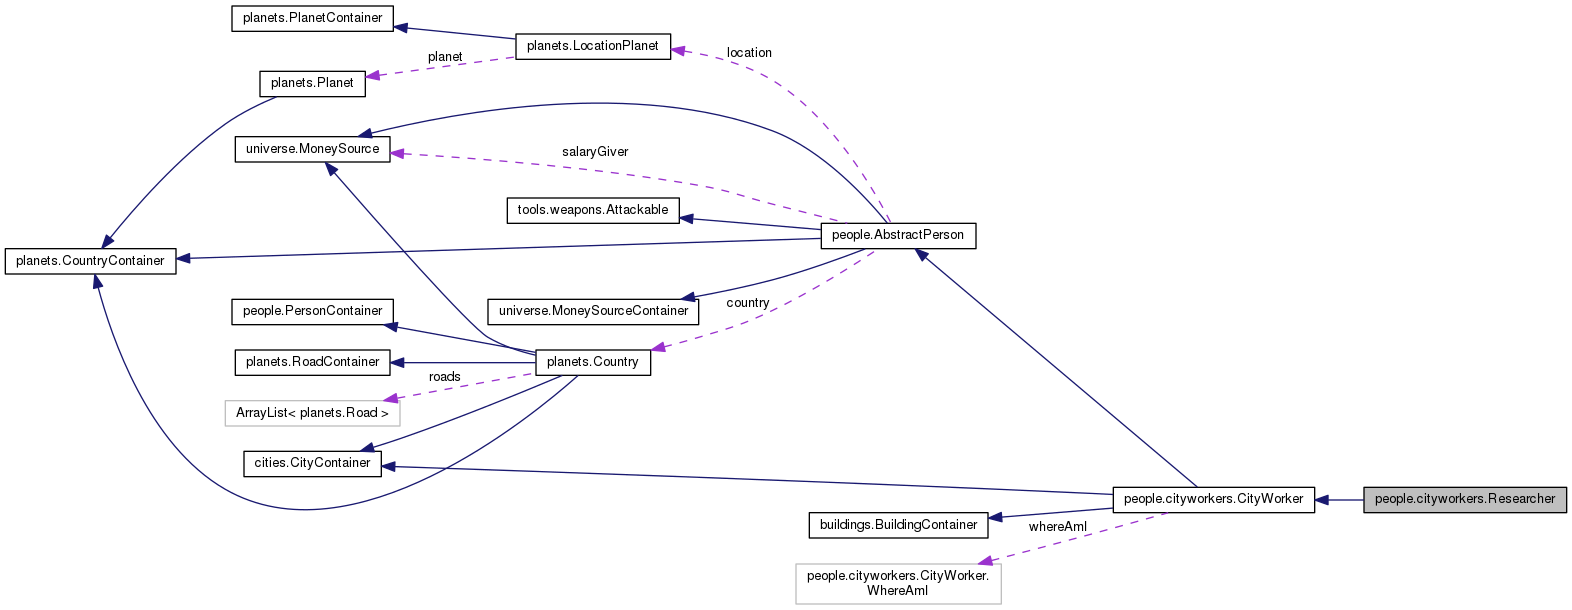 planets.PlanetContainer
planets.LocationPlanet
location
planet
planets.Planet
universe.MoneySource
salaryGiver
tools.weapons.Attackable
people.AbstractPerson
planets.CountryContainer
people.PersonContainer
universe.MoneySourceContainer
country
planets.RoadContainer
planets.Country
roads
ArrayList< planets.Road >
cities.CityContainer
people.cityworkers.CityWorker
people.cityworkers.Researcher
buildings.BuildingContainer
whereAmI
people.cityworkers.CityWorker.
WhereAmI